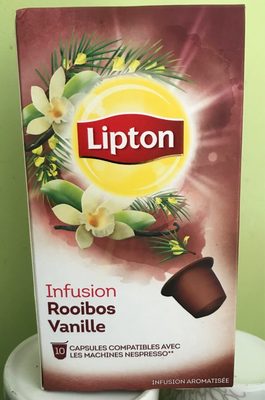 Lipton
Infusion
Rooibos
Vanille
10 CAPSULES COMPATIBLES AVEC
LES MACHINES NESPRESSO**
INFUSION AROMATISÉE